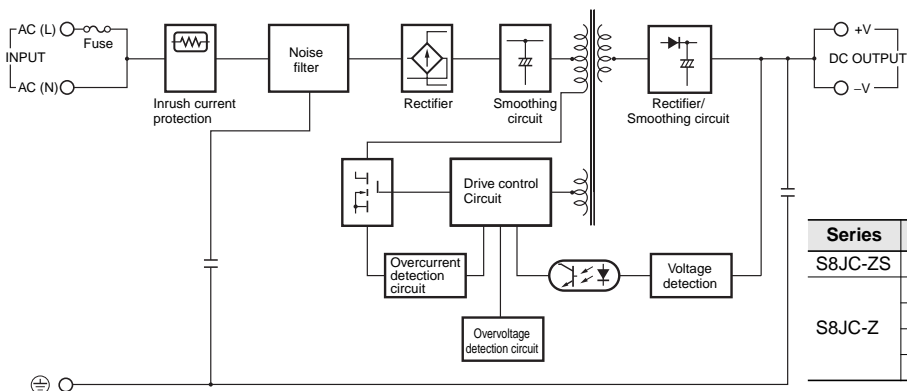 AC (L)
Fuse
INPUT
AC (N)
Inrush current
protection
Noise
filter
Rectifier
Smoothing
circuit
Rectifier/
Smoothing circuit
+V
DC OUTPUT
–V
Drive control
Circuit
Overcurrent
detection
circuit
Voltage
detection
Overvoltage
detection circuit
Series
S8JC-ZS
S8JC-Z